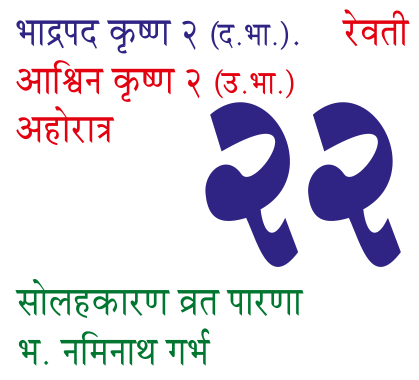 भाद्रपद कृष्ण २ (द.भा.). रेवती
आश्विन कृष्ण २ (उ.भा.)
अहोरात्र
२२
सोलहकारण व्रत पारणा
भ. नमिनाथ गर्भ